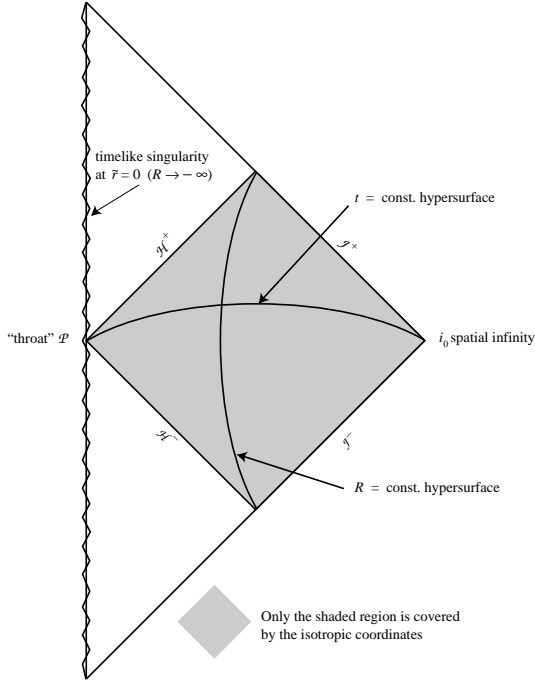 timelike singularity
at r̃ = 0 (R → − ∞)
t = const. hypersurface
ℋ⁺
𝒥⁺
“throat” 𝒫
i₀ spatial infinity
ℋ⁻
𝒥⁻
R = const. hypersurface
Only the shaded region is covered
by the isotropic coordinates